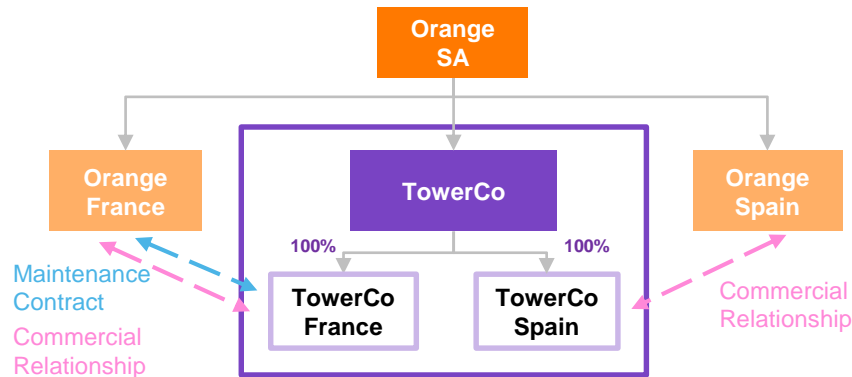 Orange
SA
Orange
France
TowerCo
Orange
Spain
100%
100%
Maintenance
Contract
Commercial
Relationship
TowerCo
France
TowerCo
Spain
Commercial
Relationship